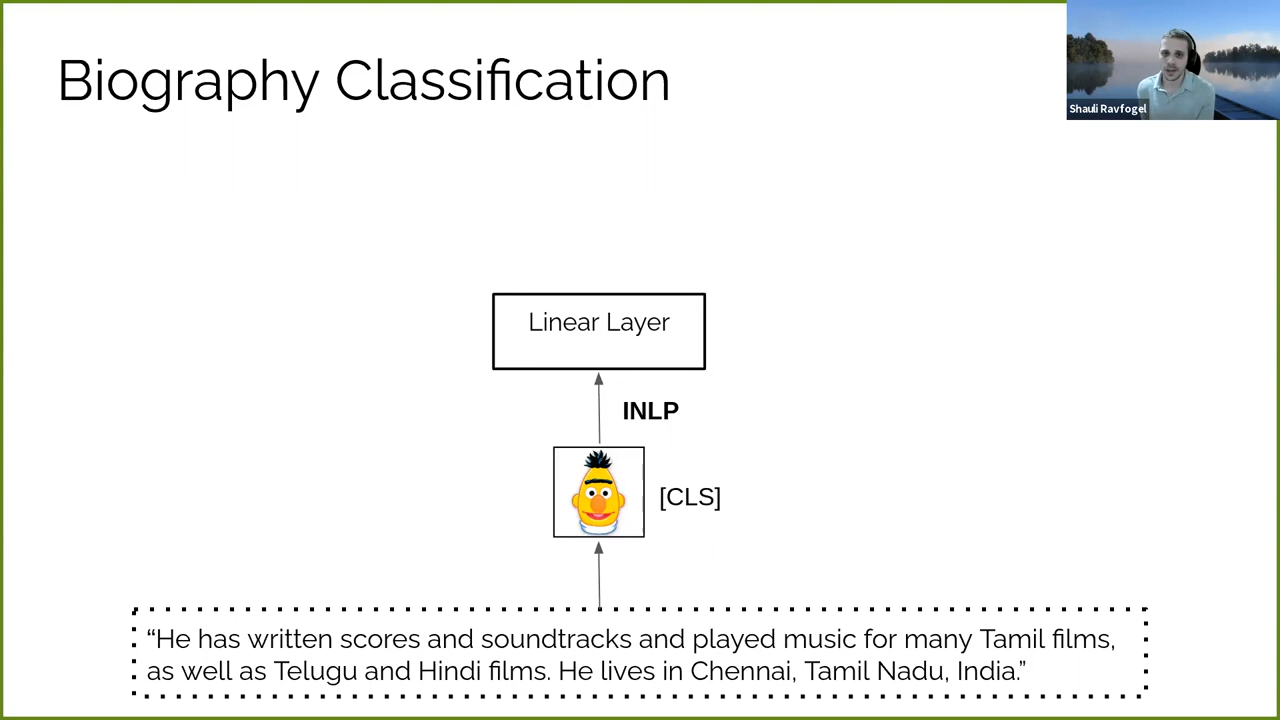 Biography Classification
Shauli Ravfogel
Linear Layer
INLP
[CLS]
“He has written scores and soundtracks and played music for many Tamil films,
as well as Telugu and Hindi films. He lives in Chennai, Tamil Nadu, India.”